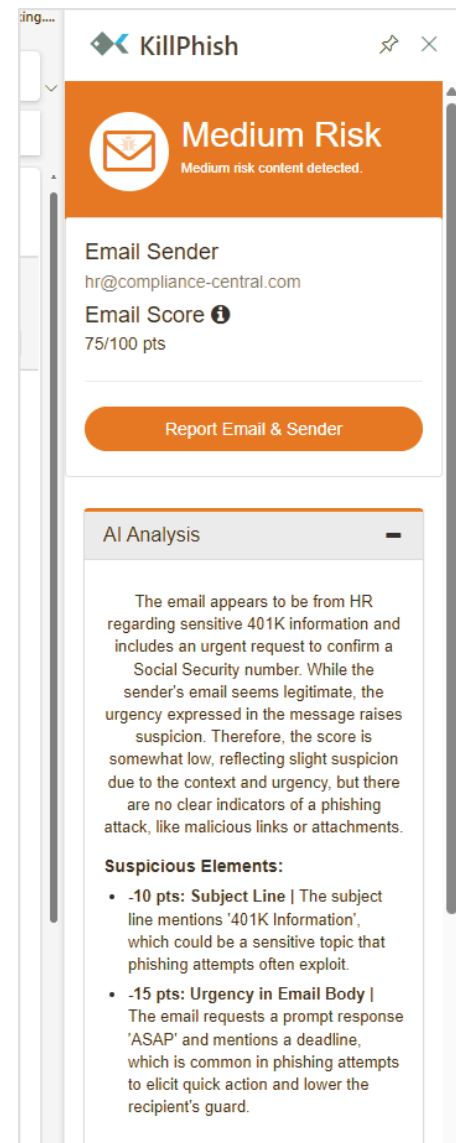 ing....
KillPhish
Medium Risk
Medium risk content detected.
Email Sender
hr@compliance-central.com
Email Score
75/100 pts
Report Email & Sender
AI Analysis
The email appears to be from HR
regarding sensitive 401K information and
includes an urgent request to confirm a
Social Security number. While the
sender's email seems legitimate, the
urgency expressed in the message raises
suspicion. Therefore, the score is
somewhat low, reflecting slight suspicion
due to the context and urgency, but there
are no clear indicators of a phishing
attack, like malicious links or attachments.
Suspicious Elements:
• -10 pts: Subject Line | The subject
line mentions '401K Information',
which could be a sensitive topic that
phishing attempts often exploit.
• -15 pts: Urgency in Email Body |
The email requests a prompt response
'ASAP' and mentions a deadline,
which is common in phishing attempts
to elicit quick action and lower the
recipient's guard.